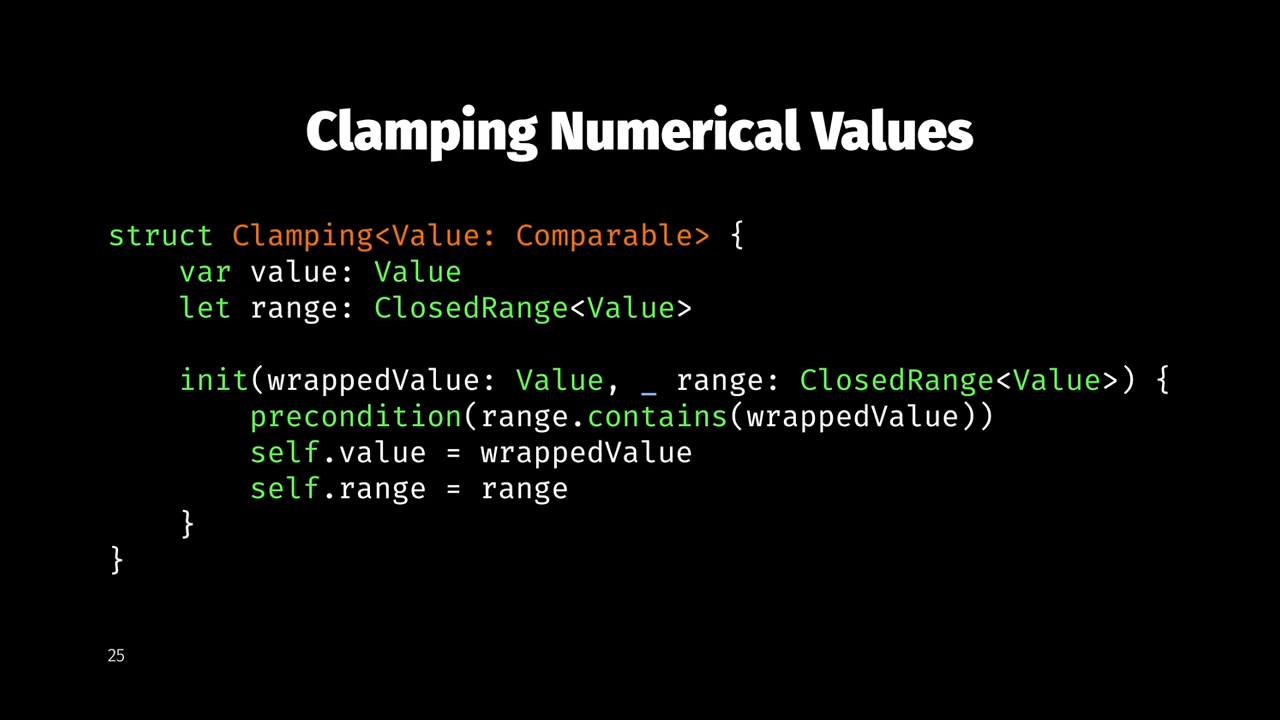 Clamping Numerical Values
struct Clamping<Value: Comparable> {
    var value: Value
    let range: ClosedRange<Value>
    init(wrappedValue: Value, _ range: ClosedRange<Value>) {
        precondition(range.contains(wrappedValue))
        self.value = wrappedValue
        self.range = range
    }
}
25